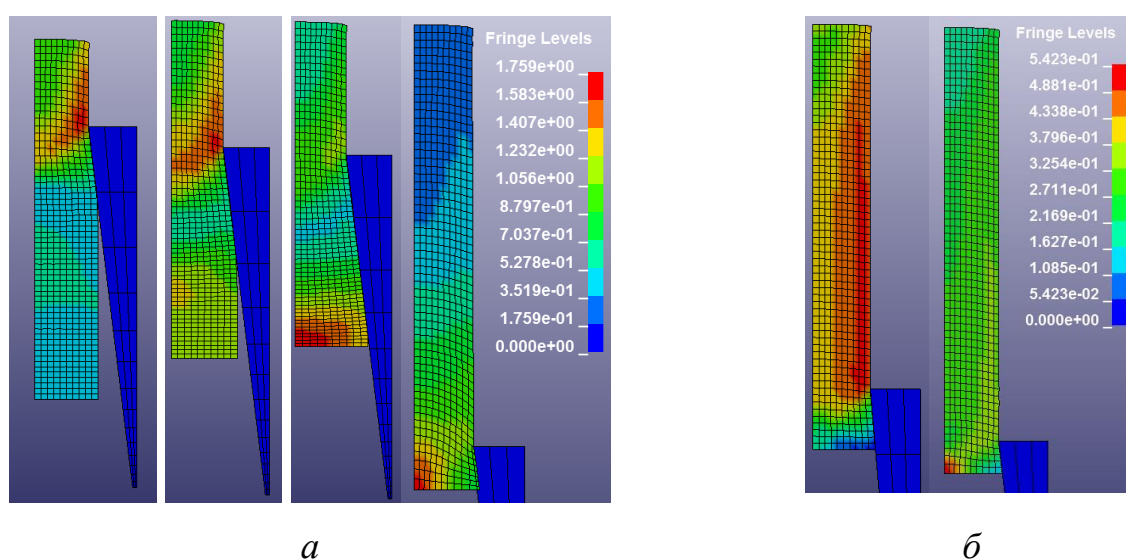 Fringe Levels
1.759e+00
1.583e+00
1.407e+00
1.232e+00
1.056e+00
8.797e-01
7.037e-01
5.278e-01
3.519e-01
1.759e-01
0.000e+00
Fringe Levels
5.423e-01
4.881e-01
4.338e-01
3.796e-01
3.254e-01
2.711e-01
2.169e-01
1.627e-01
1.085e-01
5.423e-02
0.000e+00
а
б